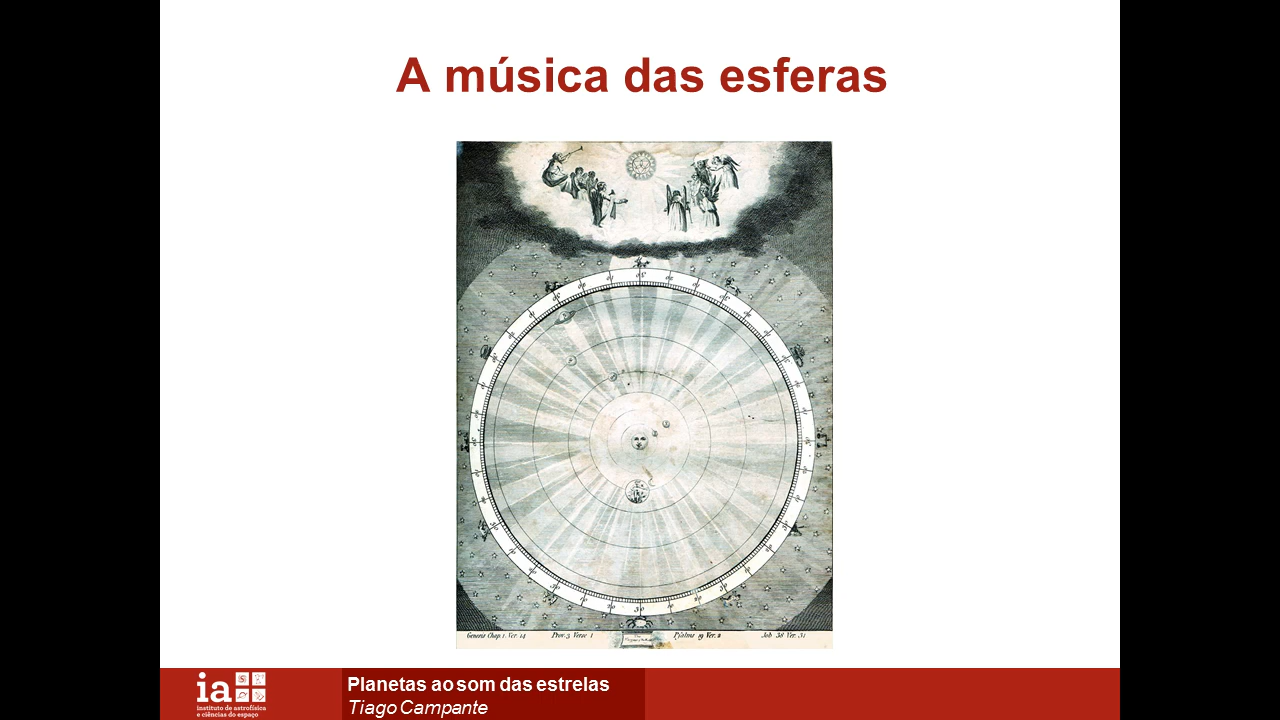 A música das esferas
Genesis Chap. 1. Ver. 14 Prov. 3 Verse 1 Psalms 19 Ver. 2 Job 38 Ver. 31
ia
instituto de astrofísica
e ciências do espaço
Planetas ao som das estrelas
Tiago Campante